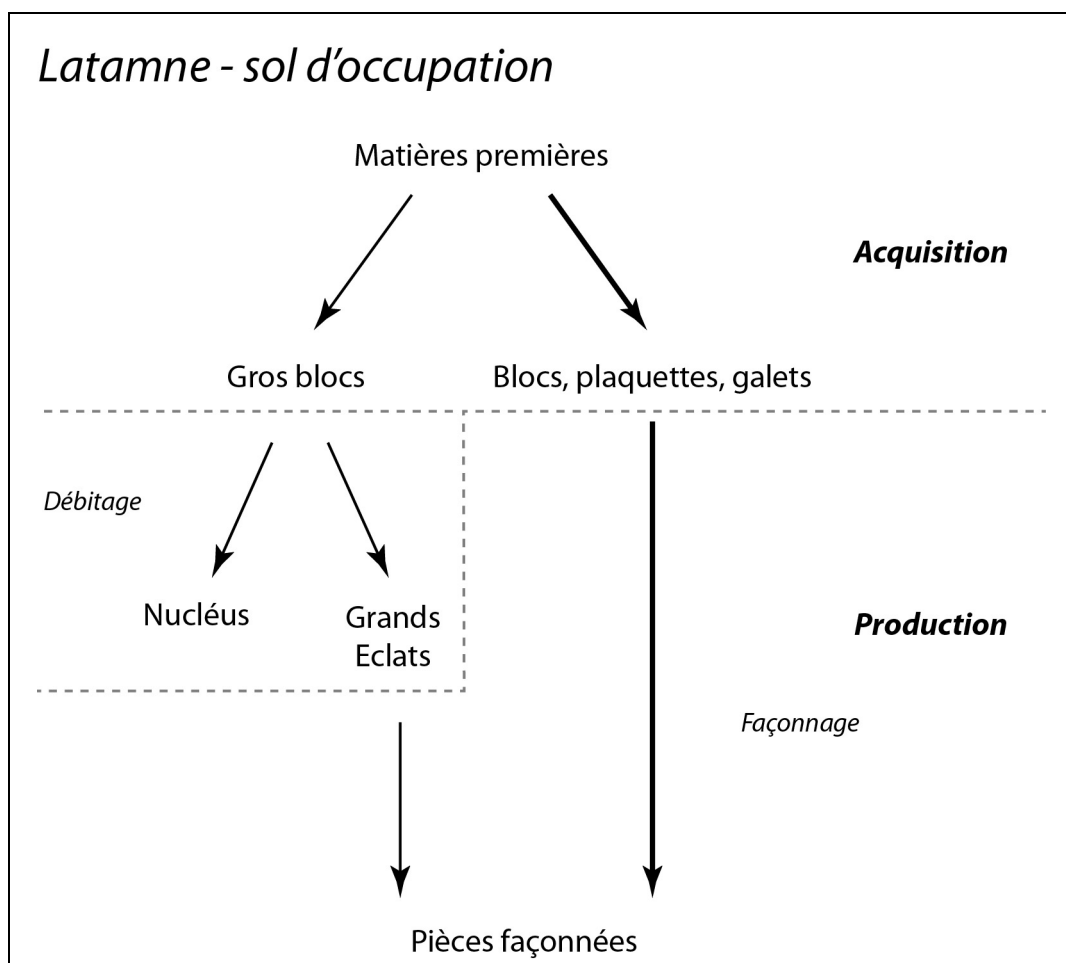 Latamne - sol d'occupation
Matières premières
Acquisition
Gros blocs
Blocs, plaquettes, galets
Débitage
Nucléus
Grands
Eclats
Production
Façonnage
Pièces façonnées